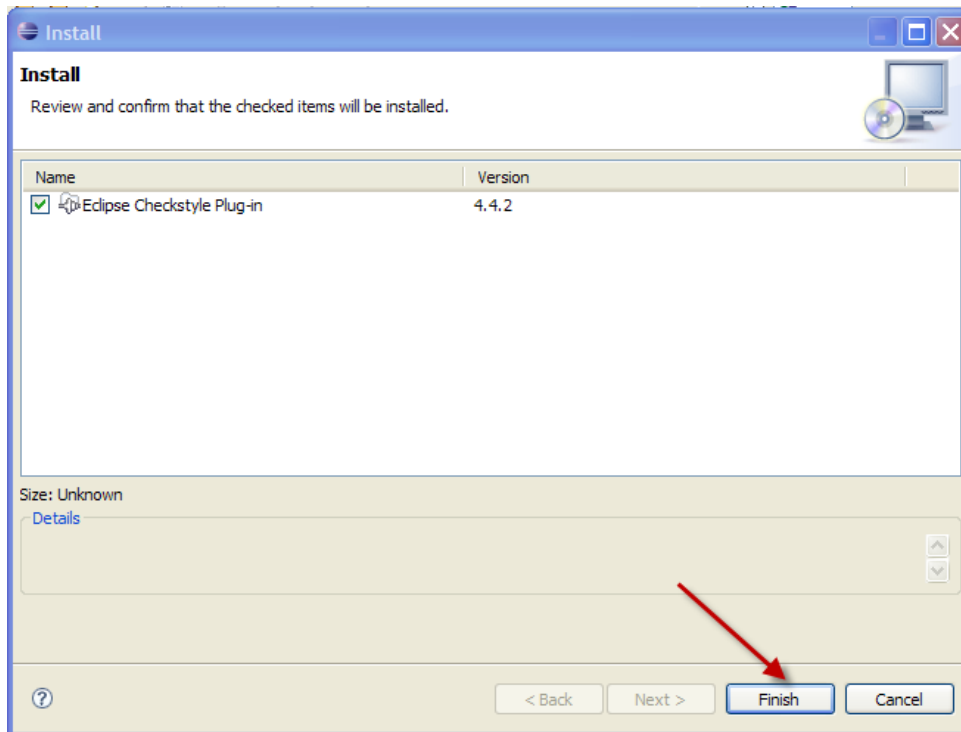 Install
Install
Review and confirm that the checked items will be installed.
Name Version
Eclipse Checkstyle Plug-in 4.4.2
Size: Unknown
Details
< Back Next > Finish Cancel